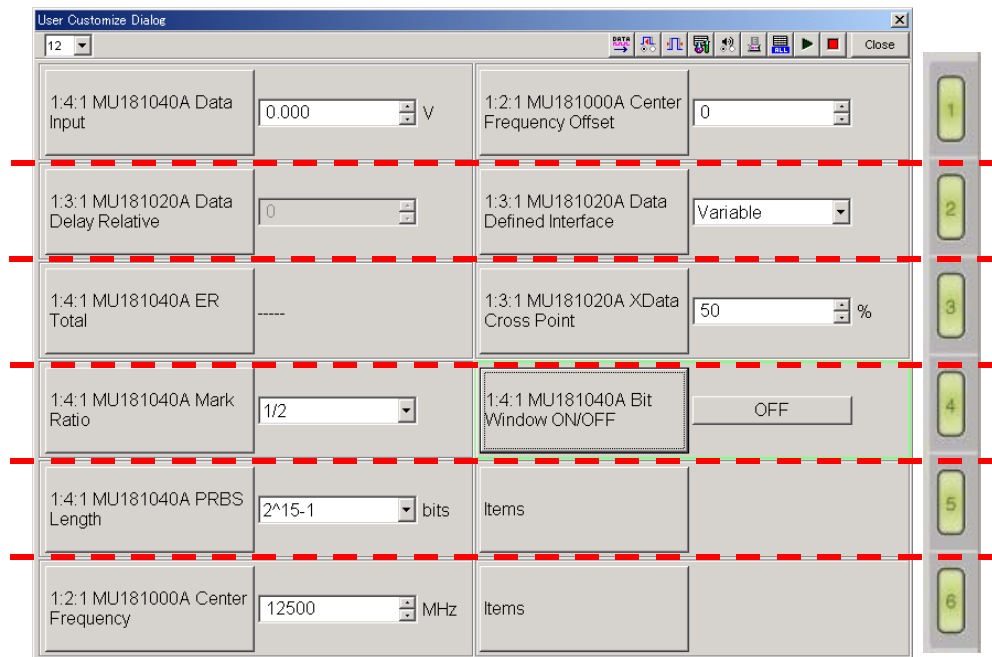 User Customize Dialog
12
DATA
ALL
Close
1:4:1 MU181040A Data
Input
0.000
V
1:2:1 MU181000A Center
Frequency Offset
0
1
1:3:1 MU181020A Data
Delay Relative
0
1:3:1 MU181020A Data
Defined Interface
Variable
2
1:4:1 MU181040A ER
Total
-----
1:3:1 MU181020A XData
Cross Point
50
%
3
1:4:1 MU181040A Mark
Ratio
1/2
1:4:1 MU181040A Bit
Window ON/OFF
OFF
4
1:4:1 MU181040A PRBS
Length
2^15-1
bits
Items
5
1:2:1 MU181000A Center
Frequency
12500
MHz
Items
6